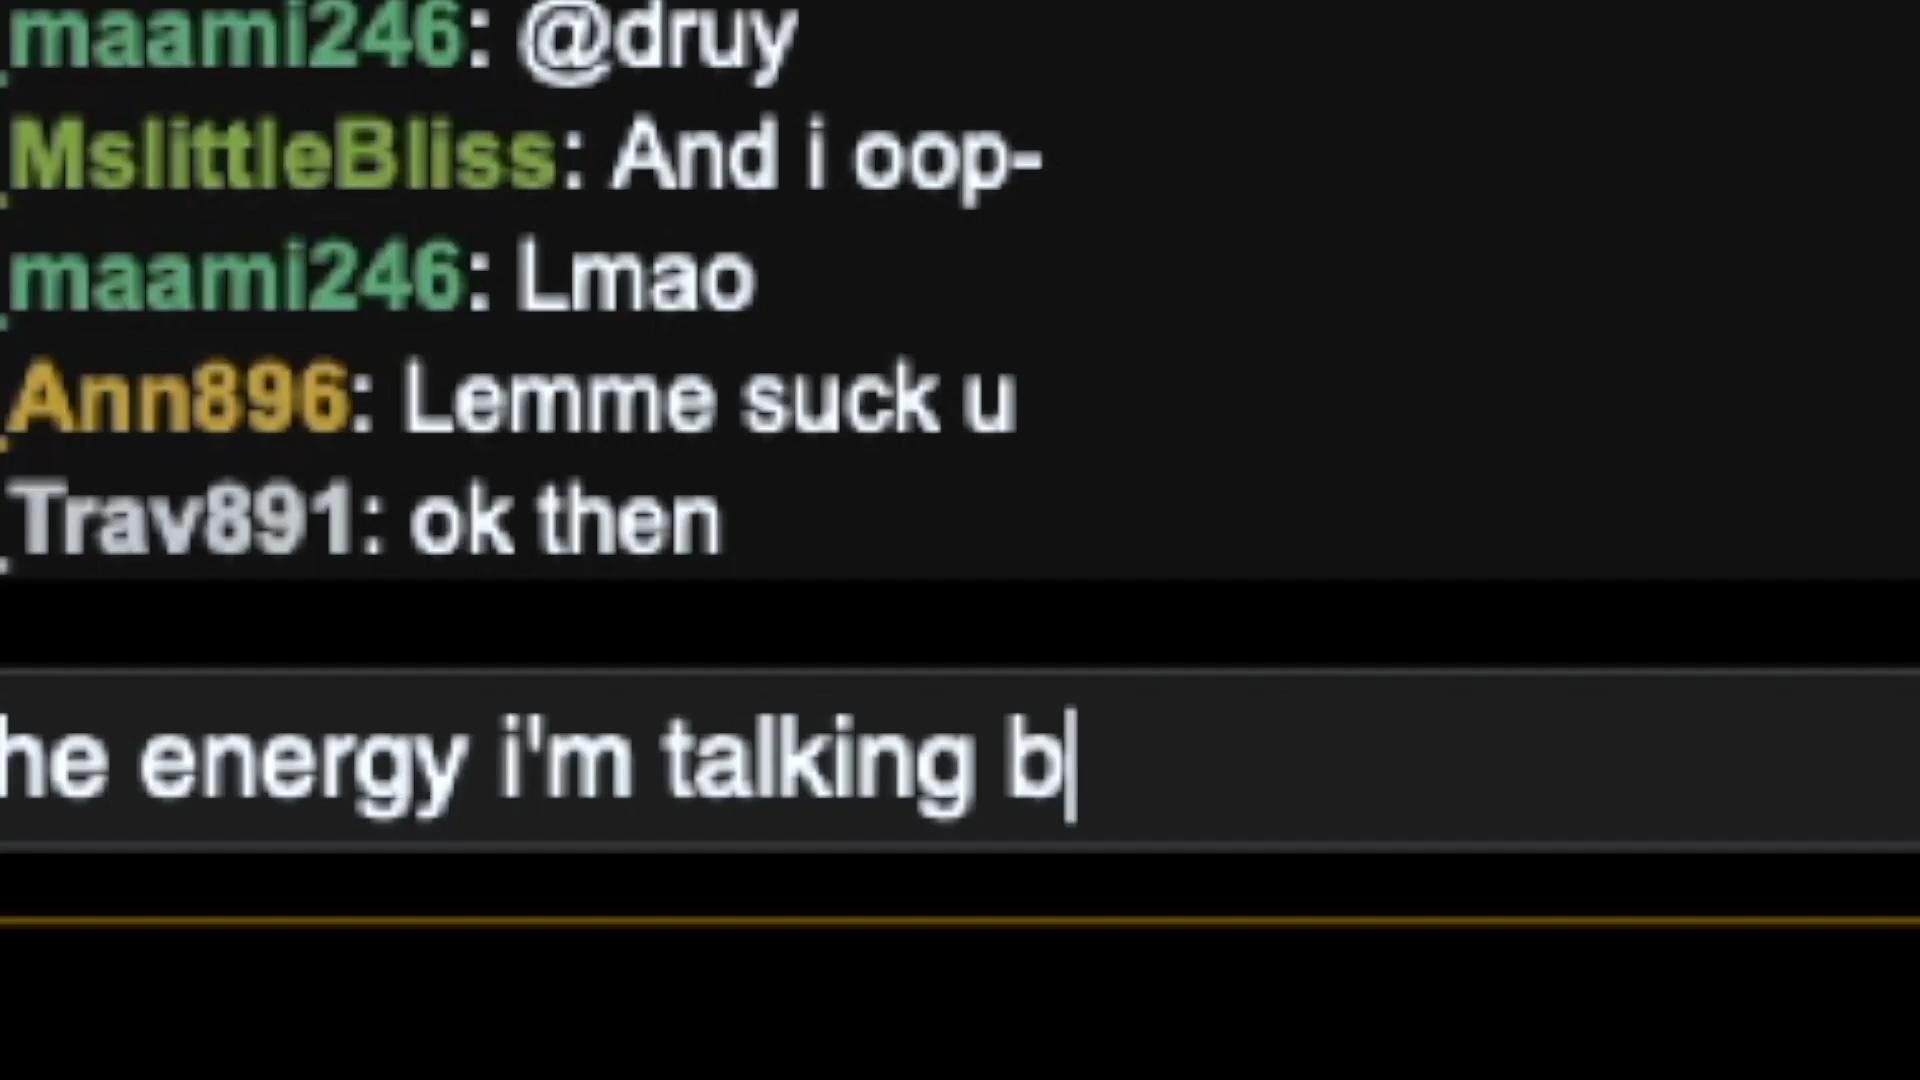 maami246: @druy
MslittleBliss: And i oop-
maami246: Lmao
Ann896: Lemme suck u
Trav891: ok then
he energy i'm talking b